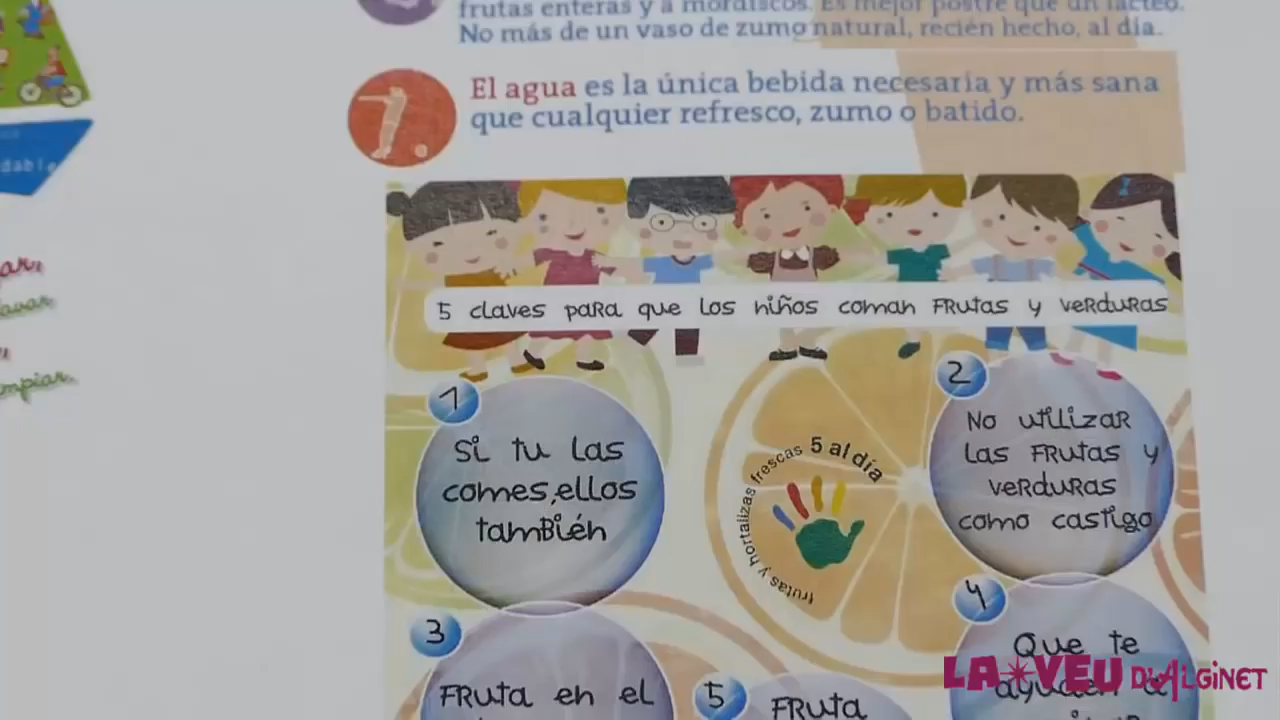 frutas enteras y a mordiscos. Es mejor postre que un lácteo.
No más de un vaso de zumo natural, recién hecho, al día.
El agua es la única bebida necesaria y más sana
que cualquier refresco, zumo o batido.
5 claves para que los niños coman frutas y verduras
1
Si tu las
comes,ellos
también
2
No utilizar
las frutas y
verduras
como castigo
frutas y hortalizas frescas 5 al día
3
Fruta en el
4
Que te
5
Fruta
LA VEU D'ALGINET